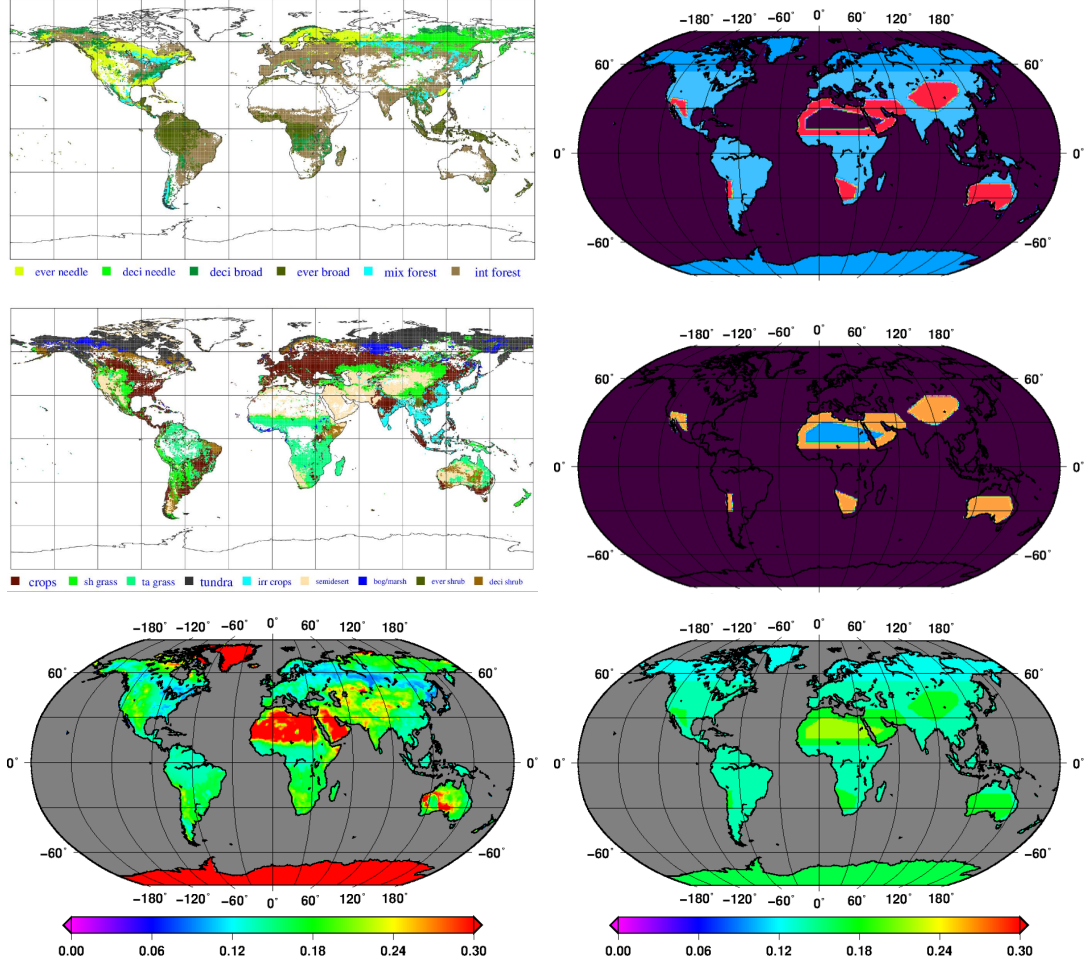 −180° −120° −60° 0° 60° 120° 180°
60° 60°
0° 0°
−60° −60°
ever needle deci needle deci broad ever broad mix forest int forest
−180° −120° −60° 0° 60° 120° 180°
60° 60°
0° 0°
−60° −60°
crops sh grass ta grass tundra irr crops semidesert bog/marsh ever shrub deci shrub
−180° −120° −60° 0° 60° 120° 180°
60° 60°
0° 0°
−60° −60°
−180° −120° −60° 0° 60° 120° 180°
0.00 0.06 0.12 0.18 0.24 0.30
−180° −120° −60° 0° 60° 120° 180°
60° 60°
0° 0°
−60° −60°
−180° −120° −60° 0° 60° 120° 180°
0.00 0.06 0.12 0.18 0.24 0.30